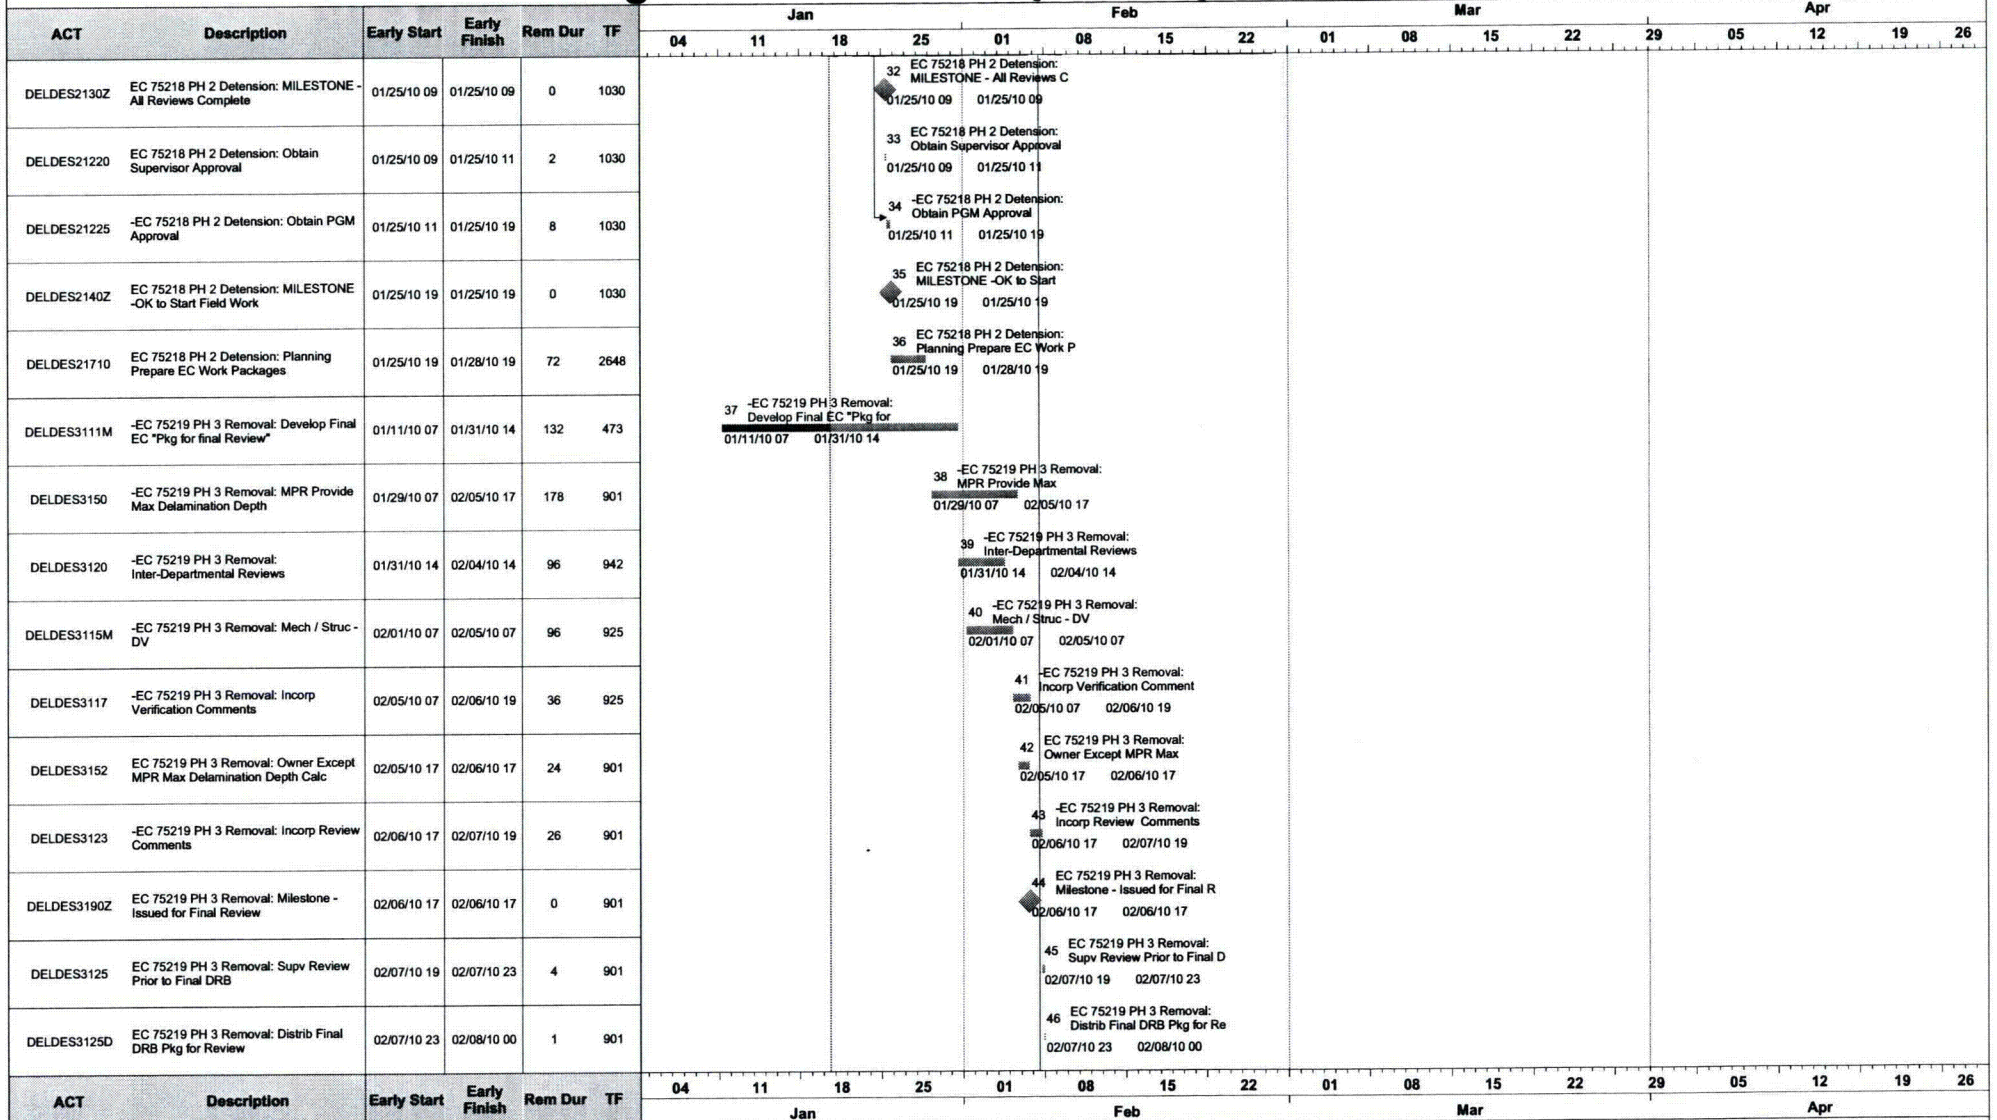 Jan Feb Mar Apr
ACT Description Early Start Early Finish Rem Dur TF 04 11 18 25 01 08 15 22 01 08 15 22 29 05 12 19 26
DELDES2130Z EC 75218 PH 2 Detension: MILESTONE - 01/25/10 09 01/25/10 09 0 1030
All Reviews Complete
32 EC 75218 PH 2 Detension:
MILESTONE - All Reviews C
01/25/10 09 01/25/10 09
DELDES21220 EC 75218 PH 2 Detension: Obtain 01/25/10 09 01/25/10 11 2 1030
Supervisor Approval
33 EC 75218 PH 2 Detension:
Obtain Supervisor Approval
01/25/10 09 01/25/10 11
DELDES21225 -EC 75218 PH 2 Detension: Obtain PGM 01/25/10 11 01/25/10 19 8 1030
Approval
34 -EC 75218 PH 2 Detension:
Obtain PGM Approval
01/25/10 11 01/25/10 19
DELDES2140Z EC 75218 PH 2 Detension: MILESTONE 01/25/10 19 01/25/10 19 0 1030
-OK to Start Field Work
35 EC 75218 PH 2 Detension:
MILESTONE -OK to Start
01/25/10 19 01/25/10 19
DELDES21710 EC 75218 PH 2 Detension: Planning 01/25/10 19 01/28/10 19 72 2648
Prepare EC Work Packages
36 EC 75218 PH 2 Detension:
Planning Prepare EC Work P
01/25/10 19 01/28/10 19
DELDES3111M -EC 75219 PH 3 Removal: Develop Final 01/11/10 07 01/31/10 14 132 473
EC "Pkg for final Review"
37 -EC 75219 PH 3 Removal:
Develop Final EC "Pkg for
01/11/10 07 01/31/10 14
DELDES3150 -EC 75219 PH 3 Removal: MPR Provide 01/29/10 07 02/05/10 17 178 901
Max Delamination Depth
38 -EC 75219 PH 3 Removal:
MPR Provide Max
01/29/10 07 02/05/10 17
DELDES3120 -EC 75219 PH 3 Removal: 01/31/10 14 02/04/10 14 96 942
Inter-Departmental Reviews
39 -EC 75219 PH 3 Removal:
Inter-Departmental Reviews
01/31/10 14 02/04/10 14
DELDES3115M -EC 75219 PH 3 Removal: Mech / Struc - 02/01/10 07 02/05/10 07 96 925
DV
40 -EC 75219 PH 3 Removal:
Mech / Struc - DV
02/01/10 07 02/05/10 07
DELDES3117 -EC 75219 PH 3 Removal: Incorp 02/05/10 07 02/06/10 19 36 925
Verification Comments
41 -EC 75219 PH 3 Removal:
Incorp Verification Comment
02/05/10 07 02/06/10 19
DELDES3152 EC 75219 PH 3 Removal: Owner Except 02/05/10 17 02/06/10 17 24 901
MPR Max Delamination Depth Calc
42 EC 75219 PH 3 Removal:
Owner Except MPR Max
02/05/10 17 02/06/10 17
DELDES3123 -EC 75219 PH 3 Removal: Incorp Review 02/06/10 17 02/07/10 19 26 901
Comments
43 -EC 75219 PH 3 Removal:
Incorp Review Comments
02/06/10 17 02/07/10 19
DELDES3190Z EC 75219 PH 3 Removal: Milestone - 02/06/10 17 02/06/10 17 0 901
Issued for Final Review
44 EC 75219 PH 3 Removal:
Milestone - Issued for Final R
02/06/10 17 02/06/10 17
DELDES3125 EC 75219 PH 3 Removal: Supv Review 02/07/10 19 02/07/10 23 4 901
Prior to Final DRB
45 EC 75219 PH 3 Removal:
Supv Review Prior to Final D
02/07/10 19 02/07/10 23
DELDES3125D EC 75219 PH 3 Removal: Distrib Final 02/07/10 23 02/08/10 00 1 901
DRB Pkg for Review
46 EC 75219 PH 3 Removal:
Distrib Final DRB Pkg for Re
02/07/10 23 02/08/10 00
ACT Description Early Start Early Finish Rem Dur TF 04 11 18 25 01 08 15 22 01 08 15 22 29 05 12 19 26
Jan Feb Mar Apr